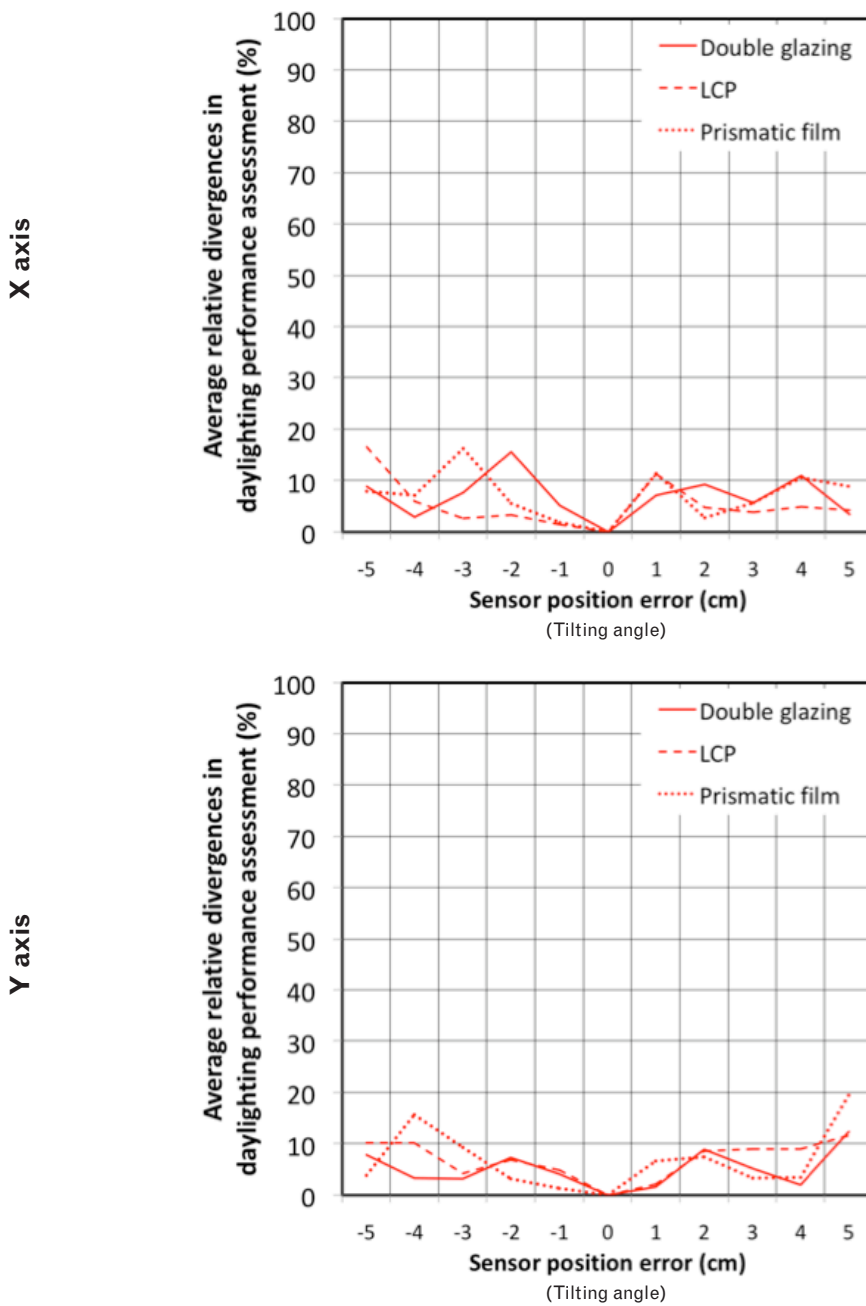 X axis
Average relative divergences in
daylighting performance assessment (%)
100
90
80
70
60
50
40
30
20
10
0
Double glazing
LCP
Prismatic film
-5 -4 -3 -2 -1 0 1 2 3 4 5
Sensor position error (cm)
(Tilting angle)
Y axis
Average relative divergences in
daylighting performance assessment (%)
100
90
80
70
60
50
40
30
20
10
0
Double glazing
LCP
Prismatic film
-5 -4 -3 -2 -1 0 1 2 3 4 5
Sensor position error (cm)
(Tilting angle)